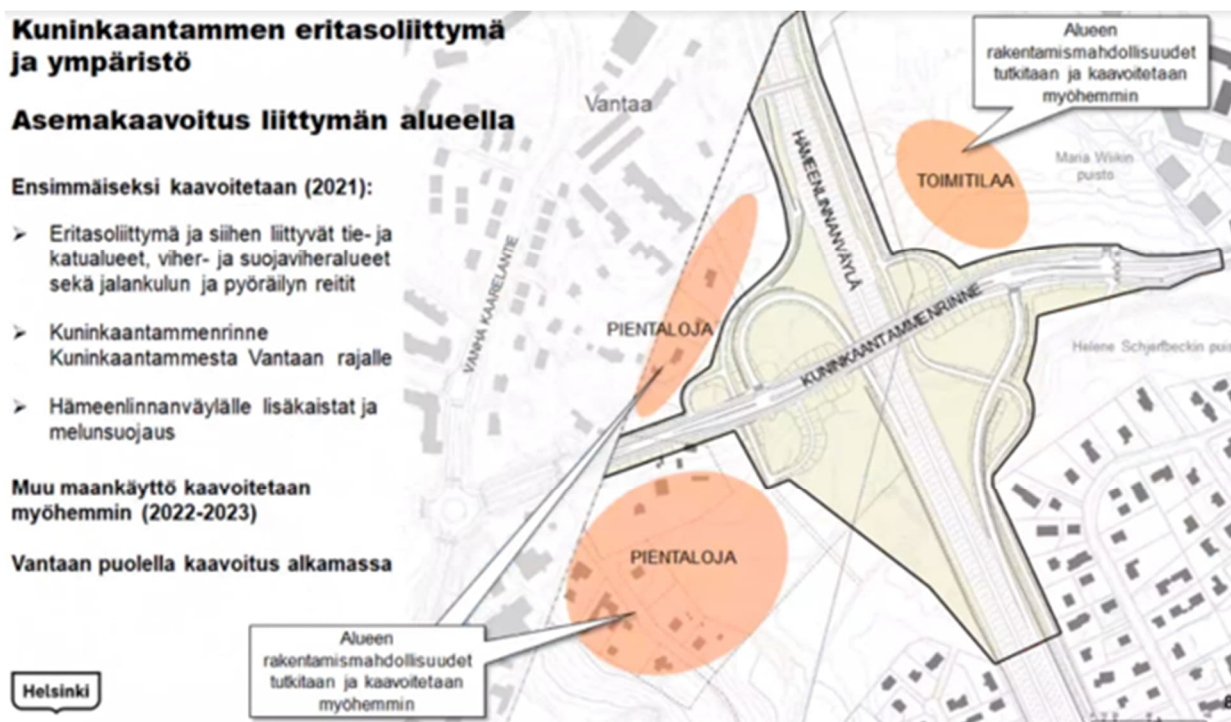 Kuninkaantammen eritasoliittymä
ja ympäristö
Asemakaavoitus liittymän alueella
Ensimmäiseksi kaavoitetaan (2021):
➢ Eritasoliittymä ja siihen liittyvät tie- ja
katualueet, viher- ja suojaviheralueet
sekä jalankulun ja pyöräilyn reitit
➢ Kuninkaantammenrinne
Kuninkaantammesta Vantaan rajalle
➢ Hämeenlinnanväylälle lisäkaistat ja
melunsuojaus
Muu maankäyttö kaavoitetaan
myöhemmin (2022-2023)
Vantaan puolella kaavoitus alkamassa
Helsinki
Vantaa
VANHA KAARELANTIE
HÄMEENLINNANVÄYLÄ
KUNINKAANTAMMENRINNE
Alueen
rakentamismahdollisuudet
tutkitaan ja kaavoitetaan
myöhemmin
TOIMITILAA
Maria Wiikin
puisto
Helene Schjerfbeckin puis
PIENTALOJA
PIENTALOJA
Alueen
rakentamismahdollisuudet
tutkitaan ja kaavoitetaan
myöhemmin